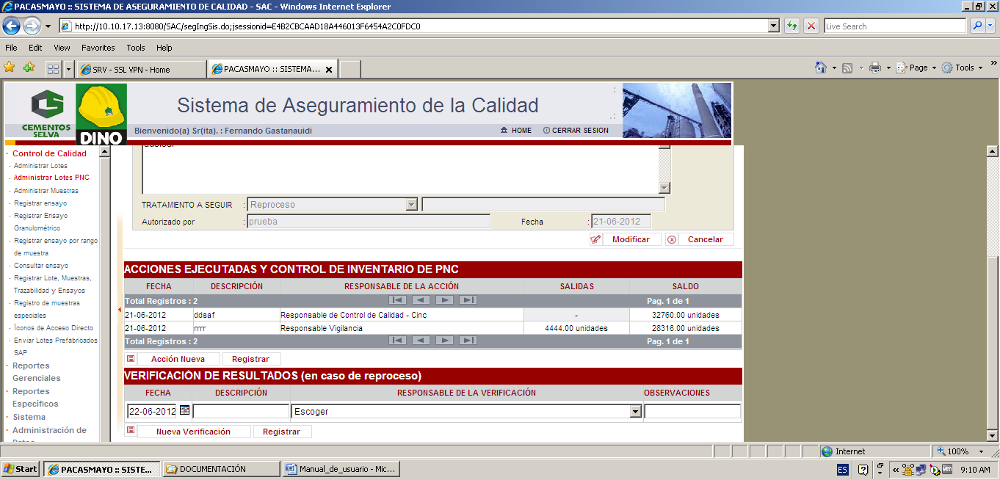 PACASMAYO :: SISTEMA DE ASEGURAMIENTO DE CALIDAD - SAC - Windows Internet Explorer
http://10.10.17.13:8080/SAC/segIngSis.do;jsessionid=E4B2CBCAAD18A446013F6454A2C0FDC0
Live Search
File Edit View Favorites Tools Help
SRV - SSL VPN - Home
PACASMAYO :: SISTEMA...
Page
Tools
CEMENTOS
SELVA
DINO
Sistema de Aseguramiento de la Calidad
Bienvenido(a) Sr(ita). : Fernando Gastanauidi
HOME
CERRAR SESION
Control de Calidad
Administrar Lotes
Administrar Lotes PNC
Administrar Muestras
Registrar ensayo
Registrar Ensayo
Granulométrico
Registrar ensayo por rango
de muestra
Consultar ensayo
Registrar Lote, Muestras,
Trazabilidad y Ensayos
Registro de muestras
especiales
Íconos de Acceso Directo
Enviar Lotes Prefabricados
SAP
Reportes
Gerenciales
Reportes
Específicos
Sistema
Administración de
TRATAMIENTO A SEGUIR : Reproceso
Autorizado por : prueba Fecha : 21-06-2012
Modificar Cancelar
ACCIONES EJECUTADAS Y CONTROL DE INVENTARIO DE PNC
FECHA DESCRIPCIÓN RESPONSABLE DE LA ACCIÓN SALIDAS SALDO
Total Registros : 2 Pag. 1 de 1
21-06-2012 ddsaf Responsable de Control de Calidad - Cinc - 32760.00 unidades
21-06-2012 rrrr Responsable Vigilancia 4444.00 unidades 28316.00 unidades
Total Registros : 2 Pag. 1 de 1
Acción Nueva Registrar
VERIFICACIÓN DE RESULTADOS (en caso de reproceso)
FECHA DESCRIPCIÓN RESPONSABLE DE LA VERIFICACIÓN OBSERVACIONES
22-06-2012 Escoger
Nueva Verificación Registrar
Internet 100%
Start PACASMAYO :: SISTE... DOCUMENTACIÓN Manual_de_usuario - Mic... ES 9:10 AM